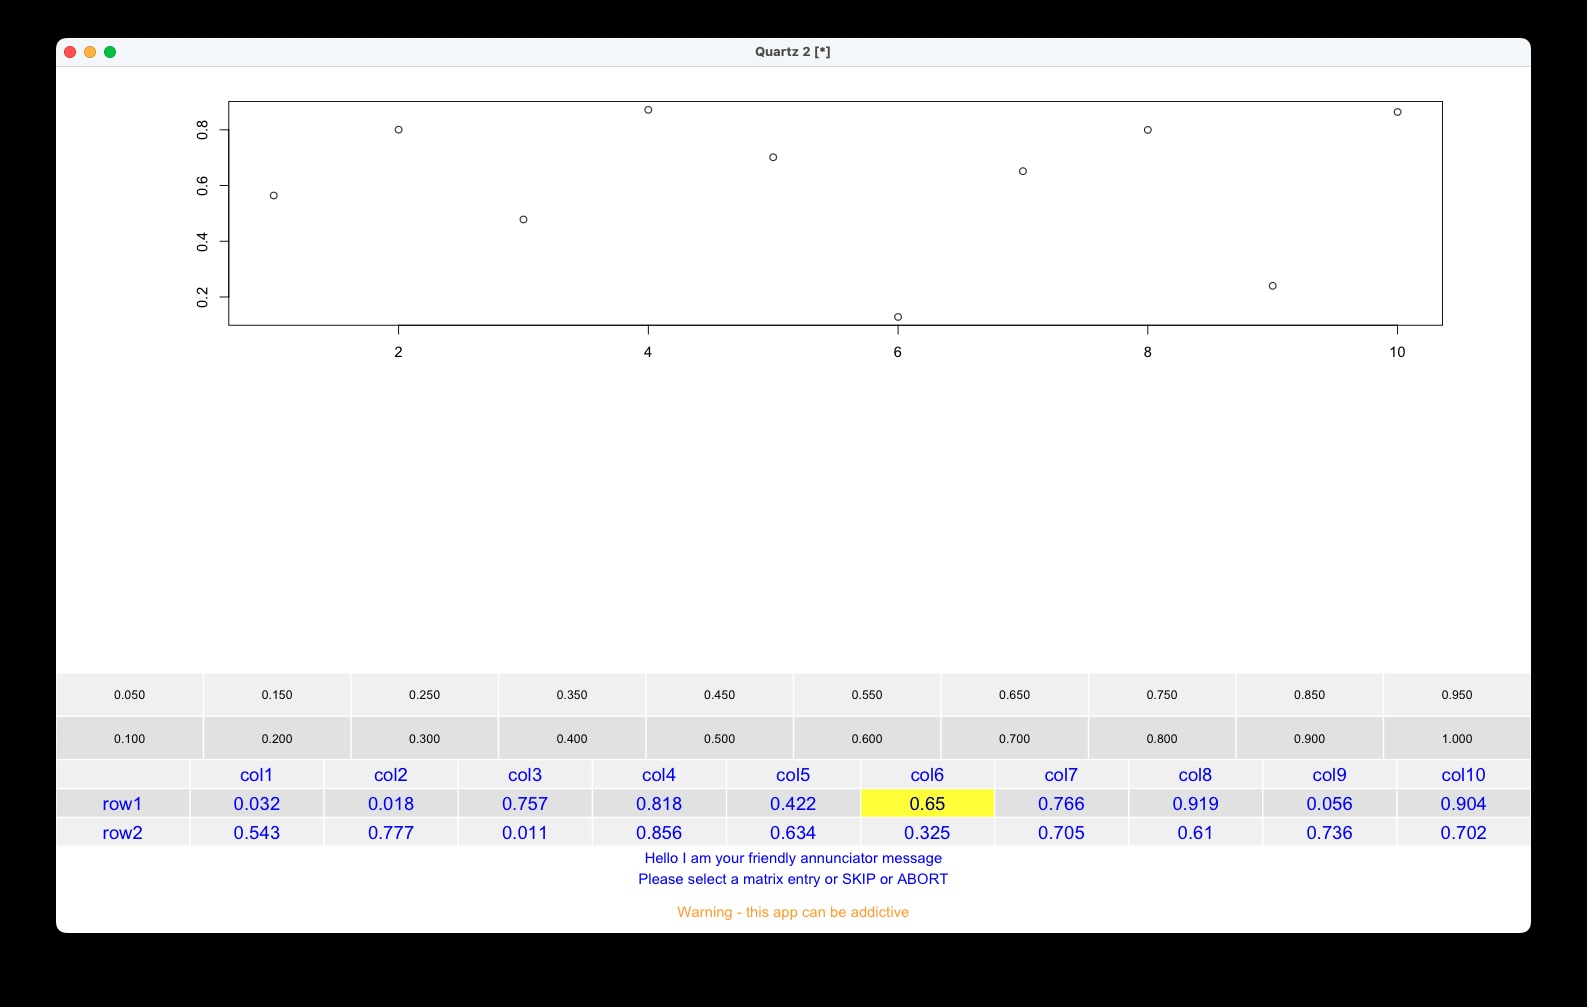 Quartz 2 [*]
0.8
0.6
0.4
0.2
2 4 6 8 10
0.050 0.150 0.250 0.350 0.450 0.550 0.650 0.750 0.850 0.950
0.100 0.200 0.300 0.400 0.500 0.600 0.700 0.800 0.900 1.000
col1 col2 col3 col4 col5 col6 col7 col8 col9 col10
row1 0.032 0.018 0.757 0.818 0.422 0.65 0.766 0.919 0.056 0.904
row2 0.543 0.777 0.011 0.856 0.634 0.325 0.705 0.61 0.736 0.702
Hello I am your friendly annunciator message
Please select a matrix entry or SKIP or ABORT
Warning - this app can be addictive